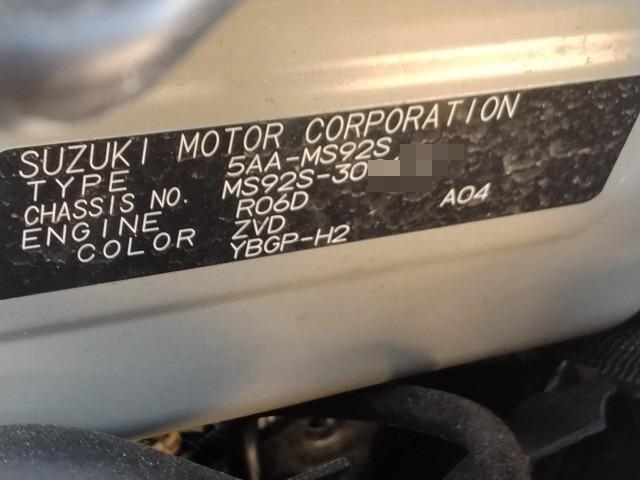 SUZUKI MOTOR CORPORATION
TYPE 5AA-MS92S
CHASSIS NO. MS92S-30
ENGINE R06D A04
COLOR ZVD
YBGP-H2